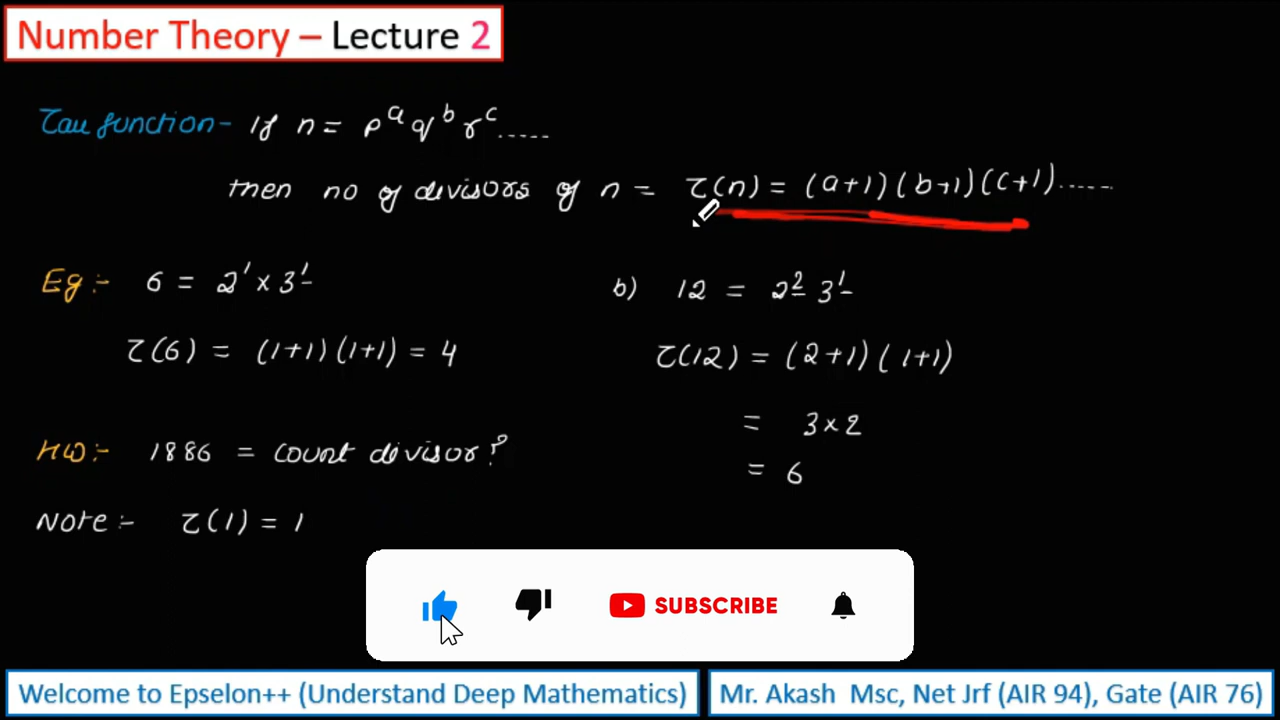 Number Theory – Lecture 2
Tau function - If n = p^a q^b r^c.....
then no of divisors of n = τ(n) = (a+1)(b+1)(c+1)......
Eg :- 6 = 2^1 × 3^1
τ(6) = (1+1)(1+1) = 4
b) 12 = 2^2 3^1
τ(12) = (2+1)(1+1)
= 3×2
= 6
HW:- 1886 = count divisor?
Note :- τ(1) = 1
SUBSCRIBE
Welcome to Epselon++ (Understand Deep Mathematics)
Mr. Akash Msc, Net Jrf (AIR 94), Gate (AIR 76)